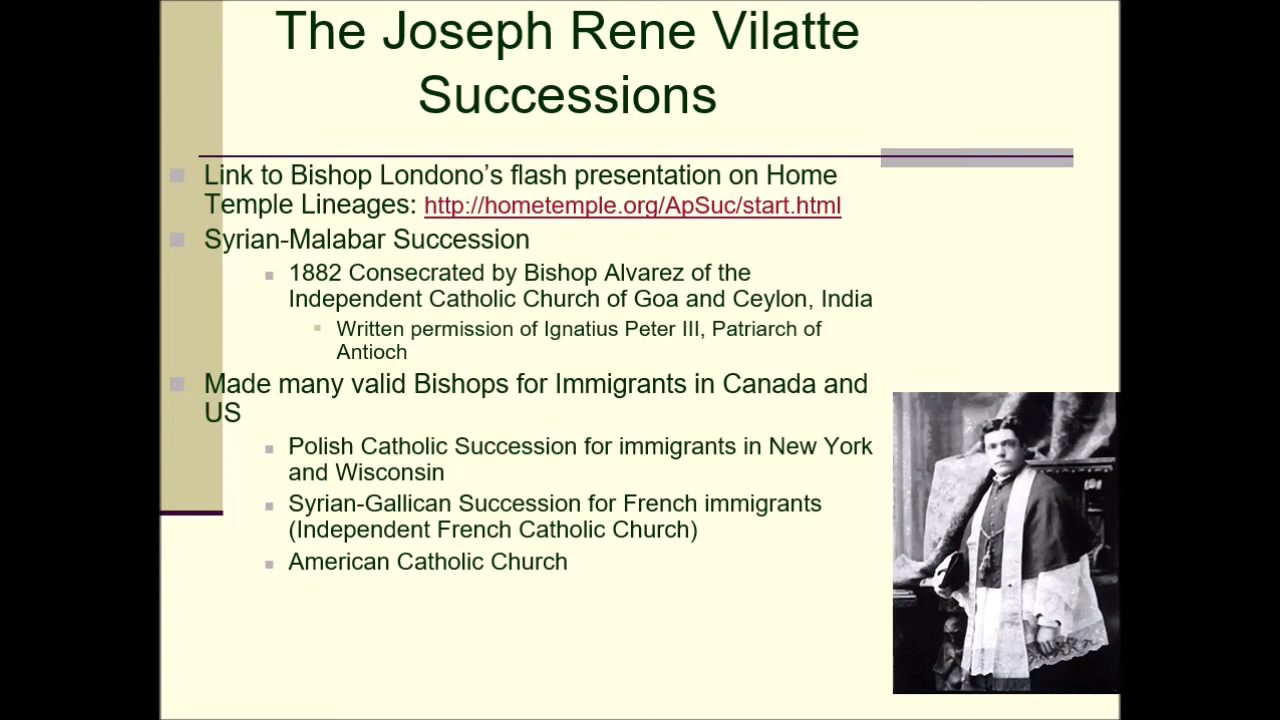 The Joseph Rene Vilatte
Successions
Link to Bishop Londono's flash presentation on Home
Temple Lineages: http://hometemple.org/ApSuc/start.html
Syrian-Malabar Succession
1882 Consecrated by Bishop Alvarez of the
Independent Catholic Church of Goa and Ceylon, India
Written permission of Ignatius Peter III, Patriarch of
Antioch
Made many valid Bishops for Immigrants in Canada and
US
Polish Catholic Succession for immigrants in New York
and Wisconsin
Syrian-Gallican Succession for French immigrants
(Independent French Catholic Church)
American Catholic Church